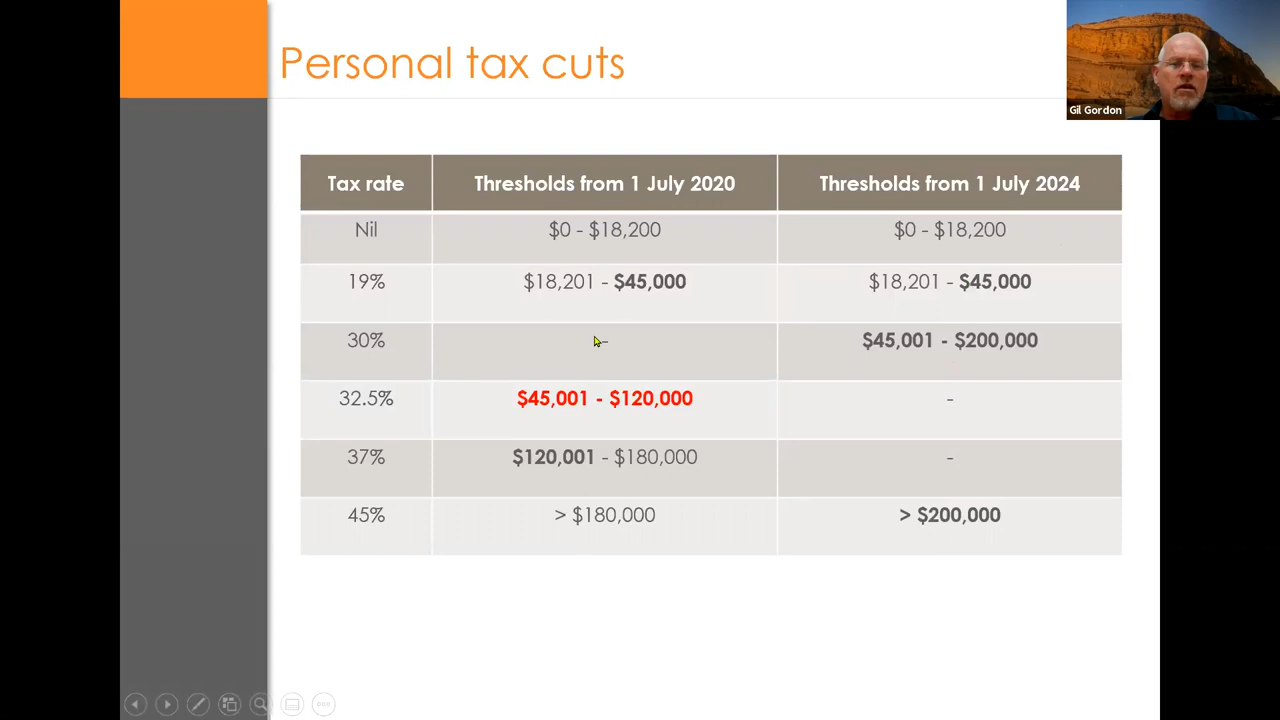 Personal tax cuts
Gil Gordon
Tax rate Thresholds from 1 July 2020 Thresholds from 1 July 2024
Nil $0 - $18,200 $0 - $18,200
19% $18,201 - $45,000 $18,201 - $45,000
30% - $45,001 - $200,000
32.5% $45,001 - $120,000 -
37% $120,001 - $180,000 -
45% > $180,000 > $200,000